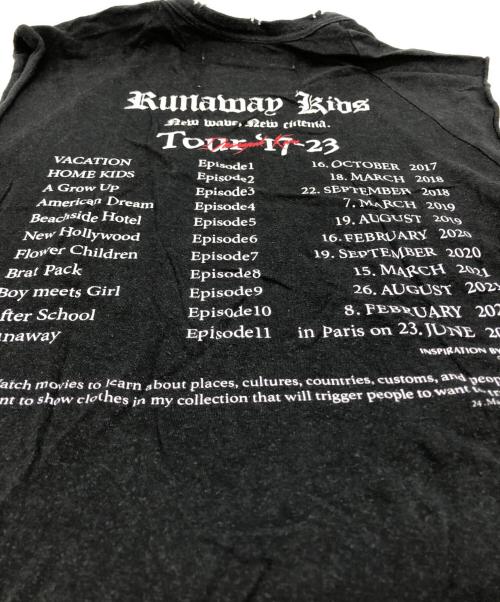 Runaway Kids
New wave, New cinema.
Tour '17-23
VACATION Episode1 16. OCTOBER 2017
HOME KIDS Episode2 18. MARCH 2018
A Grow UP Episode3 22. SEPTEMBER 2018
American Dream Episode4 7. MARCH 2019
Beachside Hotel Episode5 19. AUGUST 2019
New Hollywood Episode6 16. FEBRUARY 2020
Flower Children Episode7 19. SEPTEMBER 2020
Brat Pack Episode8 15. MARCH 2021
Boy meets Girl Episode9 26. AUGUST
School Episode10 8. FEBRUARY
Episode11 in Paris on 23. JUNE
INSPIRATION BY
movies to learn about places, cultures, countries, customs, and
to show clothes in my collection that will trigger people to want
24.